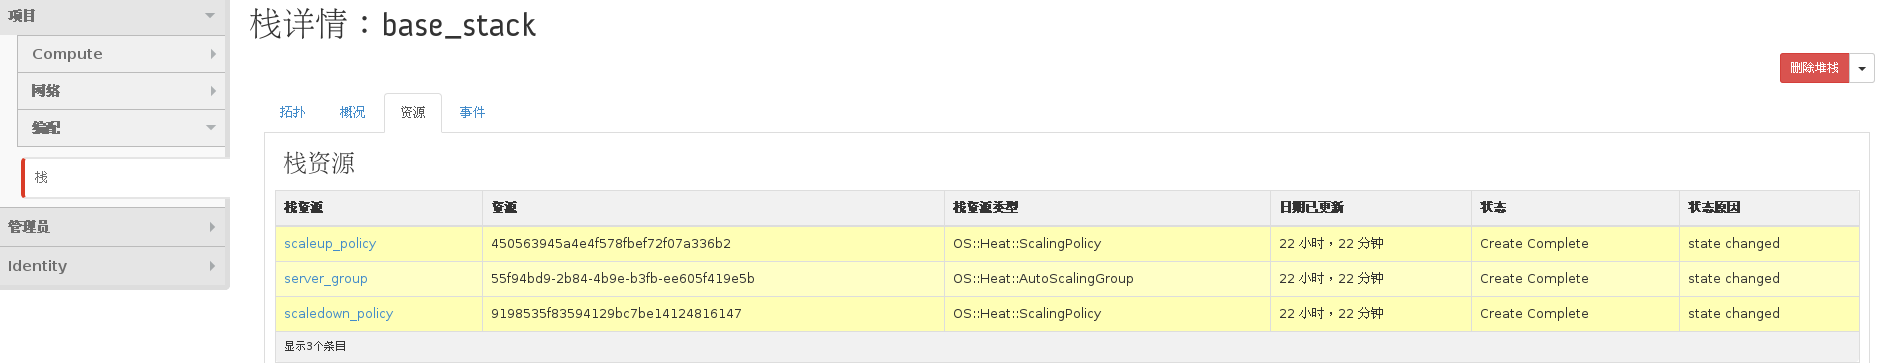 项目
Compute
网络
编配
栈
管理员
Identity
栈详情：base_stack
删除堆栈
拓扑 概况 资源 事件
栈资源
栈资源 资源 栈资源类型 日期已更新 状态 状态原因
scaleup_policy 450563945a4e4f578fbef72f07a336b2 OS::Heat::ScalingPolicy 22 小时，22 分钟 Create Complete state changed
server_group 55f94bd9-2b84-4b9e-b3fb-ee605f419e5b OS::Heat::AutoScalingGroup 22 小时，22 分钟 Create Complete state changed
scaledown_policy 9198535f83594129bc7be14124816147 OS::Heat::ScalingPolicy 22 小时，22 分钟 Create Complete state changed
显示3个条目